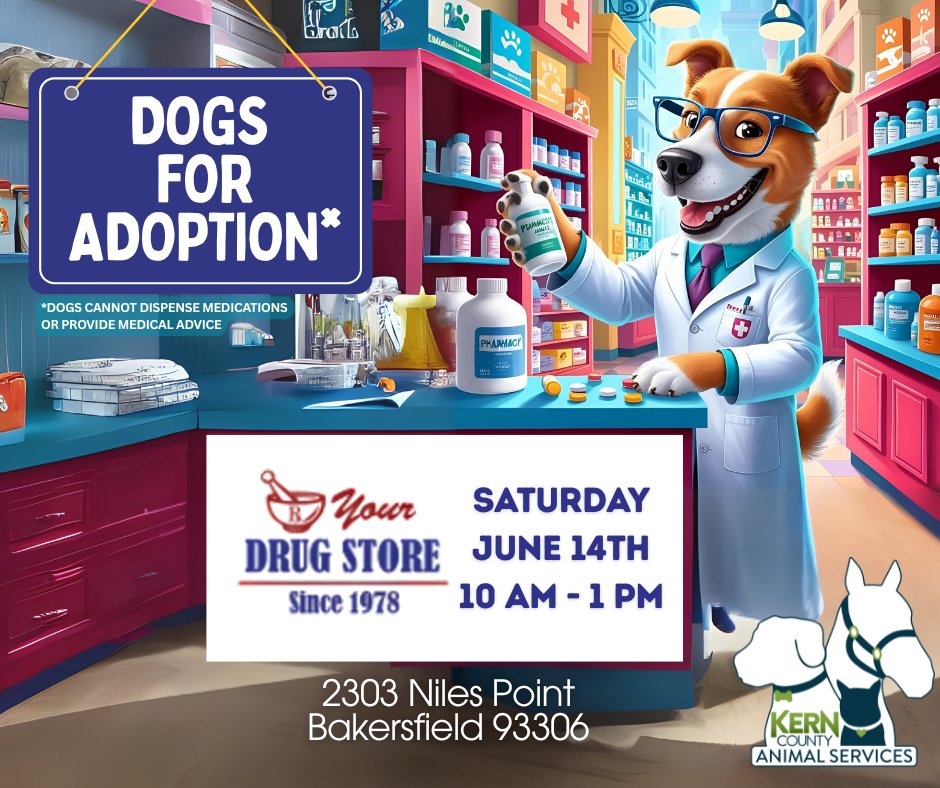 DOGS
FOR
ADOPTION*
*DOGS CANNOT DISPENSE MEDICATIONS
OR PROVIDE MEDICAL ADVICE
PHAJMACY
Your
DRUG STORE
Since 1978
SATURDAY
JUNE 14TH
10 AM - 1 PM
2303 Niles Point
Bakersfield 93306
KERN
COUNTY
ANIMAL SERVICES